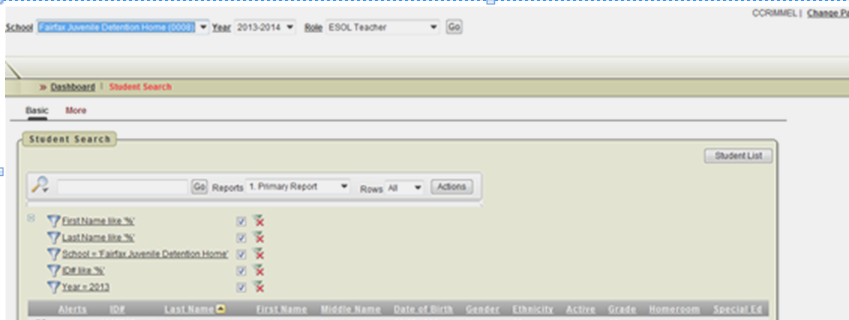 CCRIMMEL | Change Pa
School Fairfax Juvenile Detention Home (0008) Year 2013-2014 Role ESOL Teacher Go
» Dashboard | Student Search
Basic More
Student Search
Student List
Go Reports 1. Primary Report Rows All Actions
First Name like '%'
Last Name like '%'
School = 'Fairfax Juvenile Detention Home'
ID# like '%'
Year = 2013
Alerts ID# Last Name First Name Middle Name Date of Birth Gender Ethnicity Active Grade Homeroom Special Ed